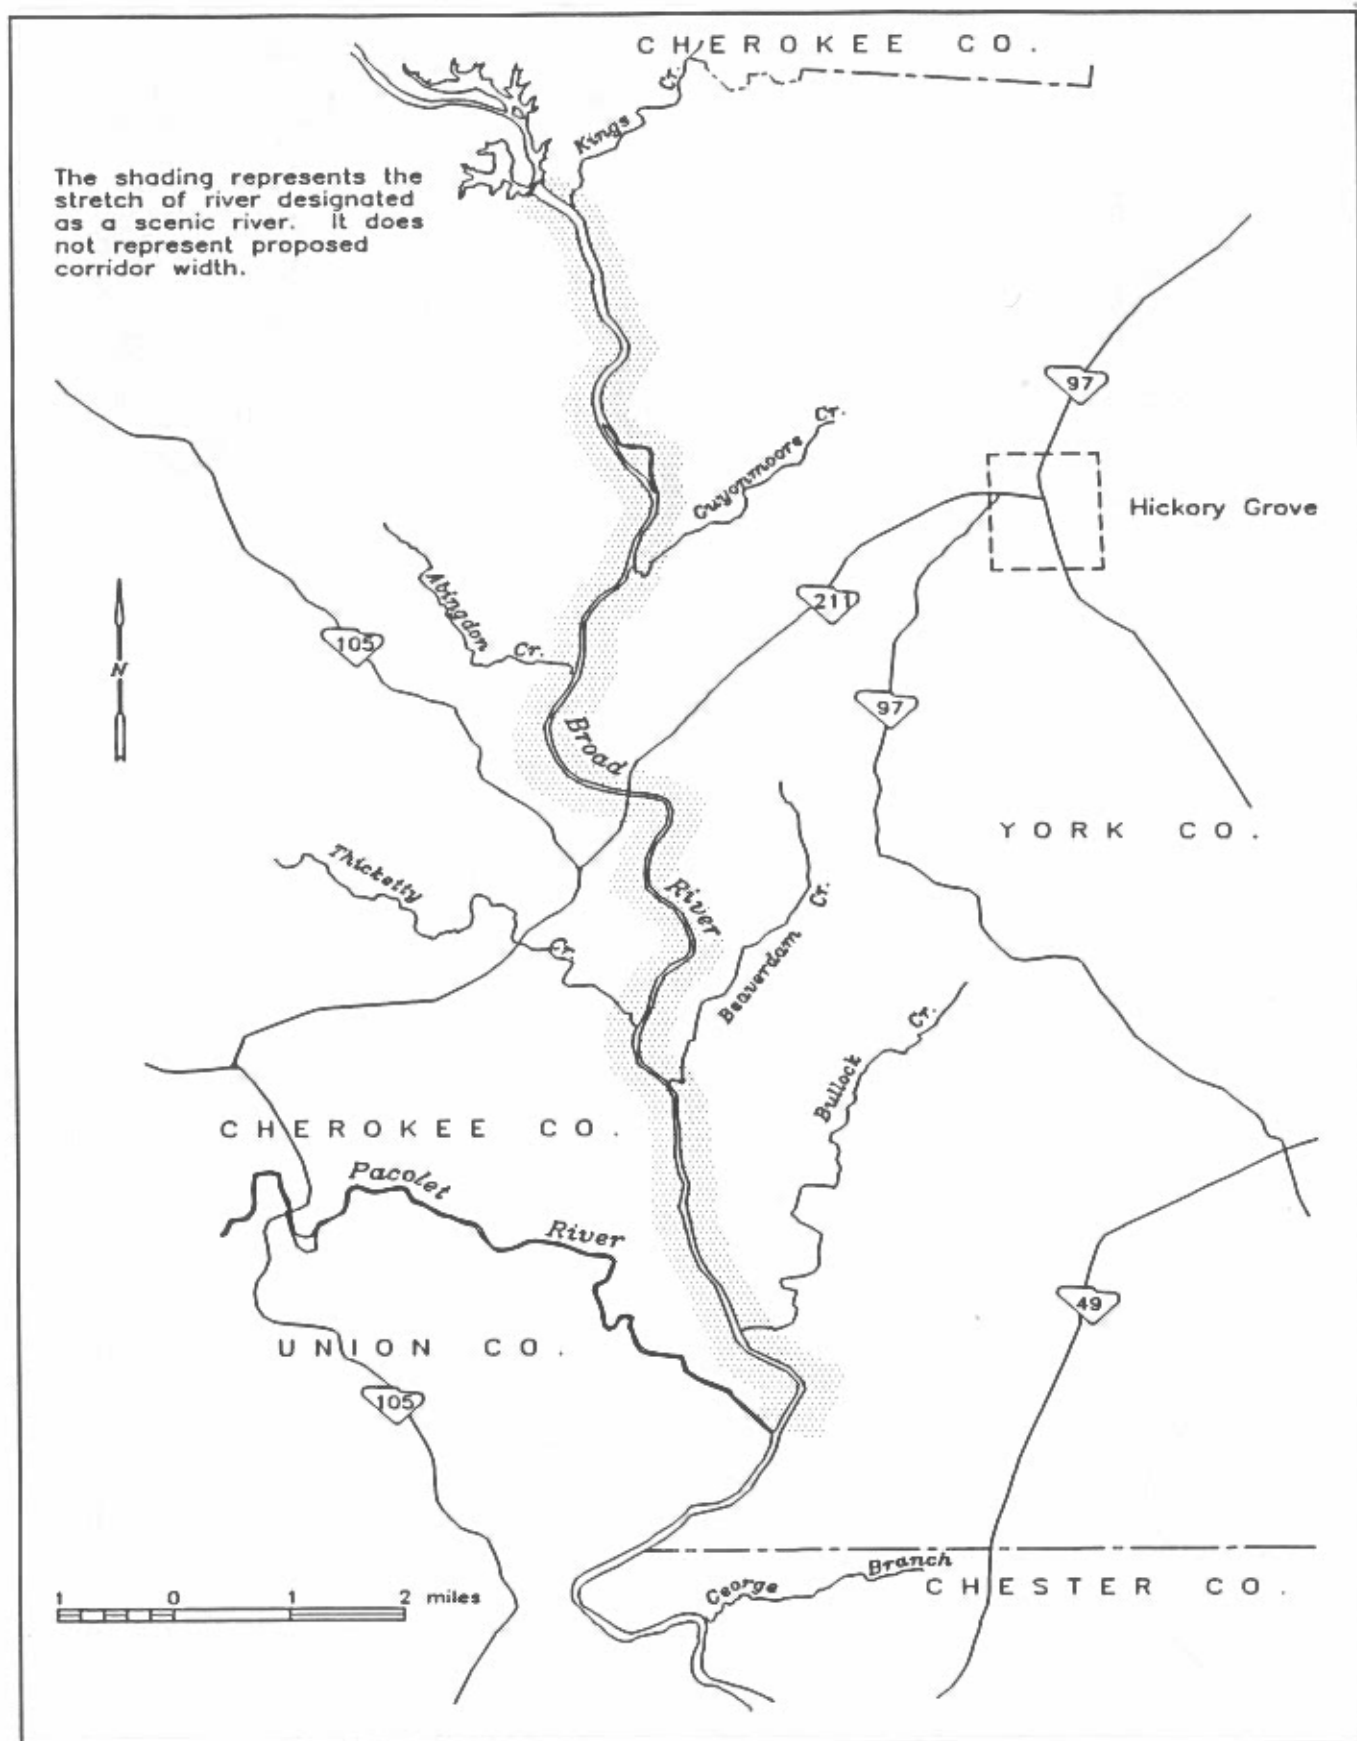 CHEROKEE CO.
Kings Cr.
The shading represents the
stretch of river designated
as a scenic river. It does
not represent proposed
corridor width.
97
Guyonmoore Cr.
Hickory Grove
Abingdon Cr.
211
105
N
97
Broad River
YORK CO.
Thicketty Cr.
Beaverdam Cr.
Bullock Cr.
CHEROKEE CO.
Pacolet River
49
UNION CO.
105
George Branch
CHESTER CO.
1 0 1 2 miles